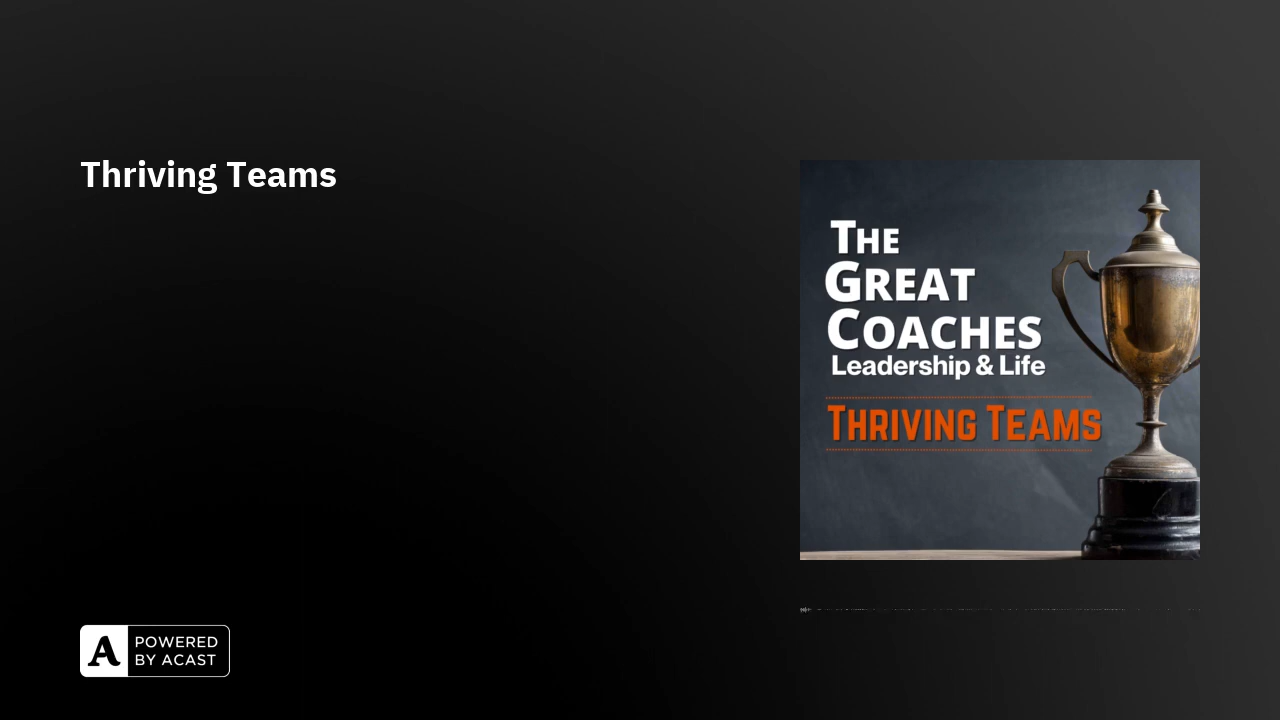 Thriving Teams
THE
GREAT
COACHES
Leadership & Life
THRIVING TEAMS
A POWERED
BY ACAST